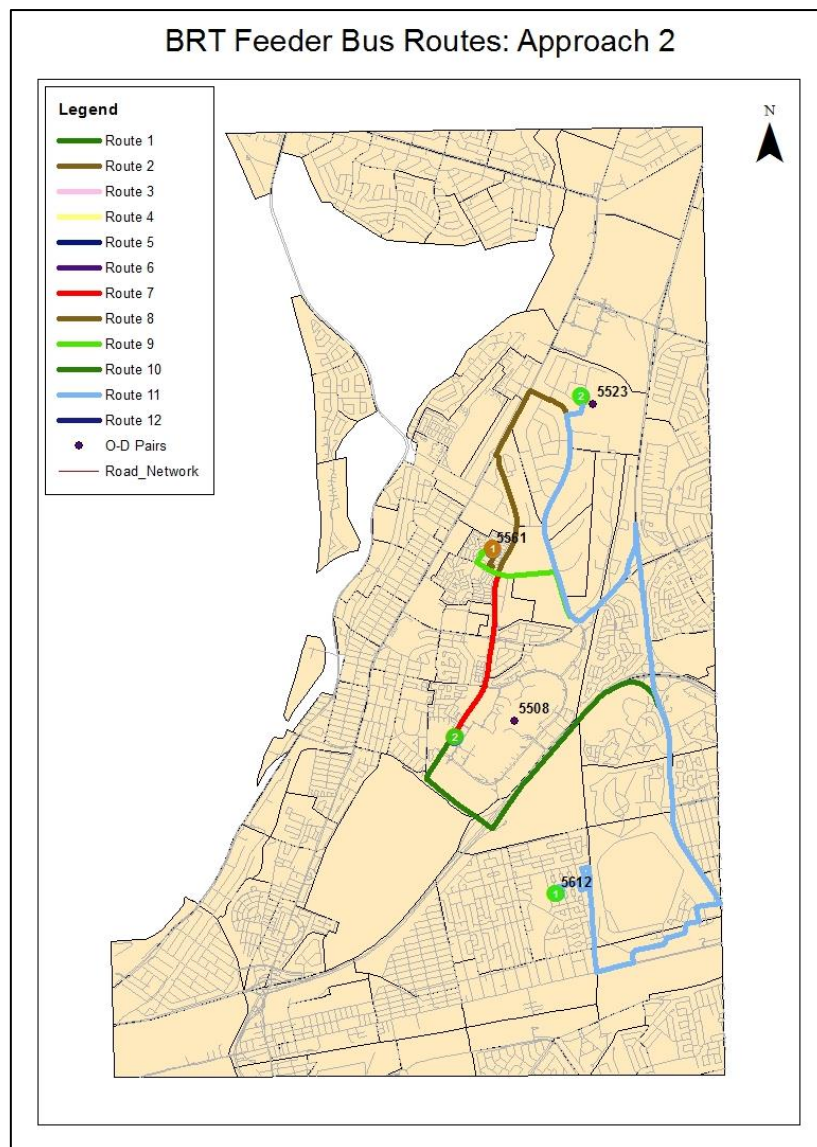 BRT Feeder Bus Routes: Approach 2
Legend
Route 1
Route 2
Route 3
Route 4
Route 5
Route 6
Route 7
Route 8
Route 9
Route 10
Route 11
Route 12
O-D Pairs
Road_Network
N
2
5523
5561
1
5508
2
5612
1